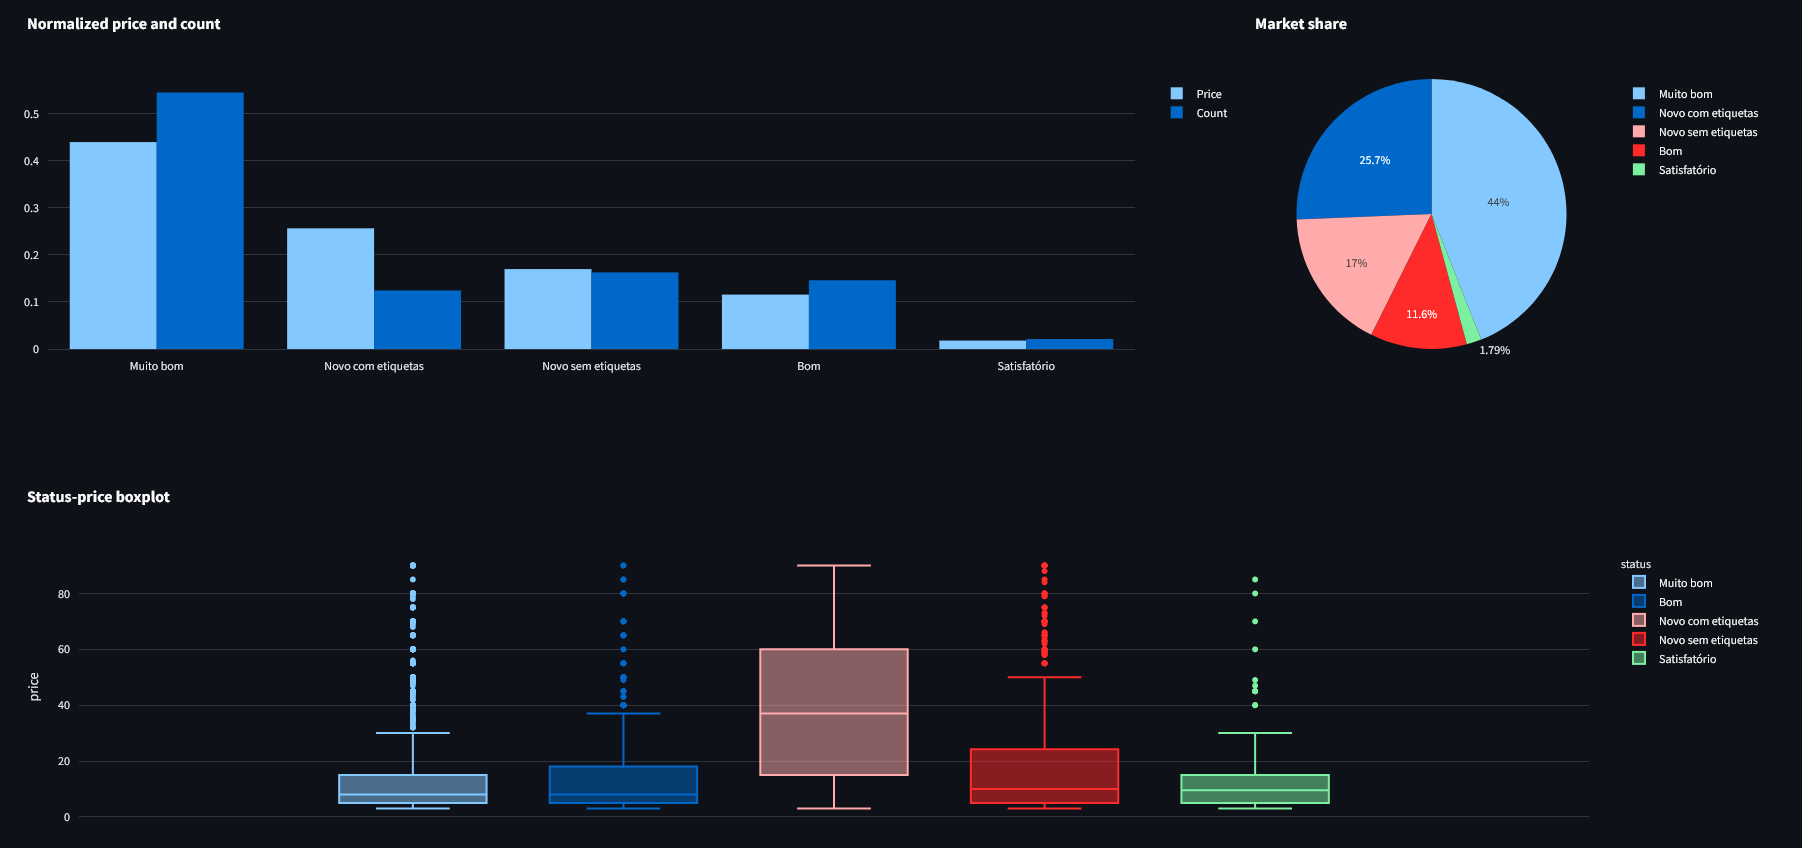 Normalized price and count
0.5
0.4
0.3
0.2
0.1
0
Muito bom
Novo com etiquetas
Novo sem etiquetas
Bom
Satisfatório
Price
Count
Market share
25.7%
44%
17%
11.6%
1.79%
Muito bom
Novo com etiquetas
Novo sem etiquetas
Bom
Satisfatório
Status-price boxplot
price
80
60
40
20
0
status
Muito bom
Bom
Novo com etiquetas
Novo sem etiquetas
Satisfatório